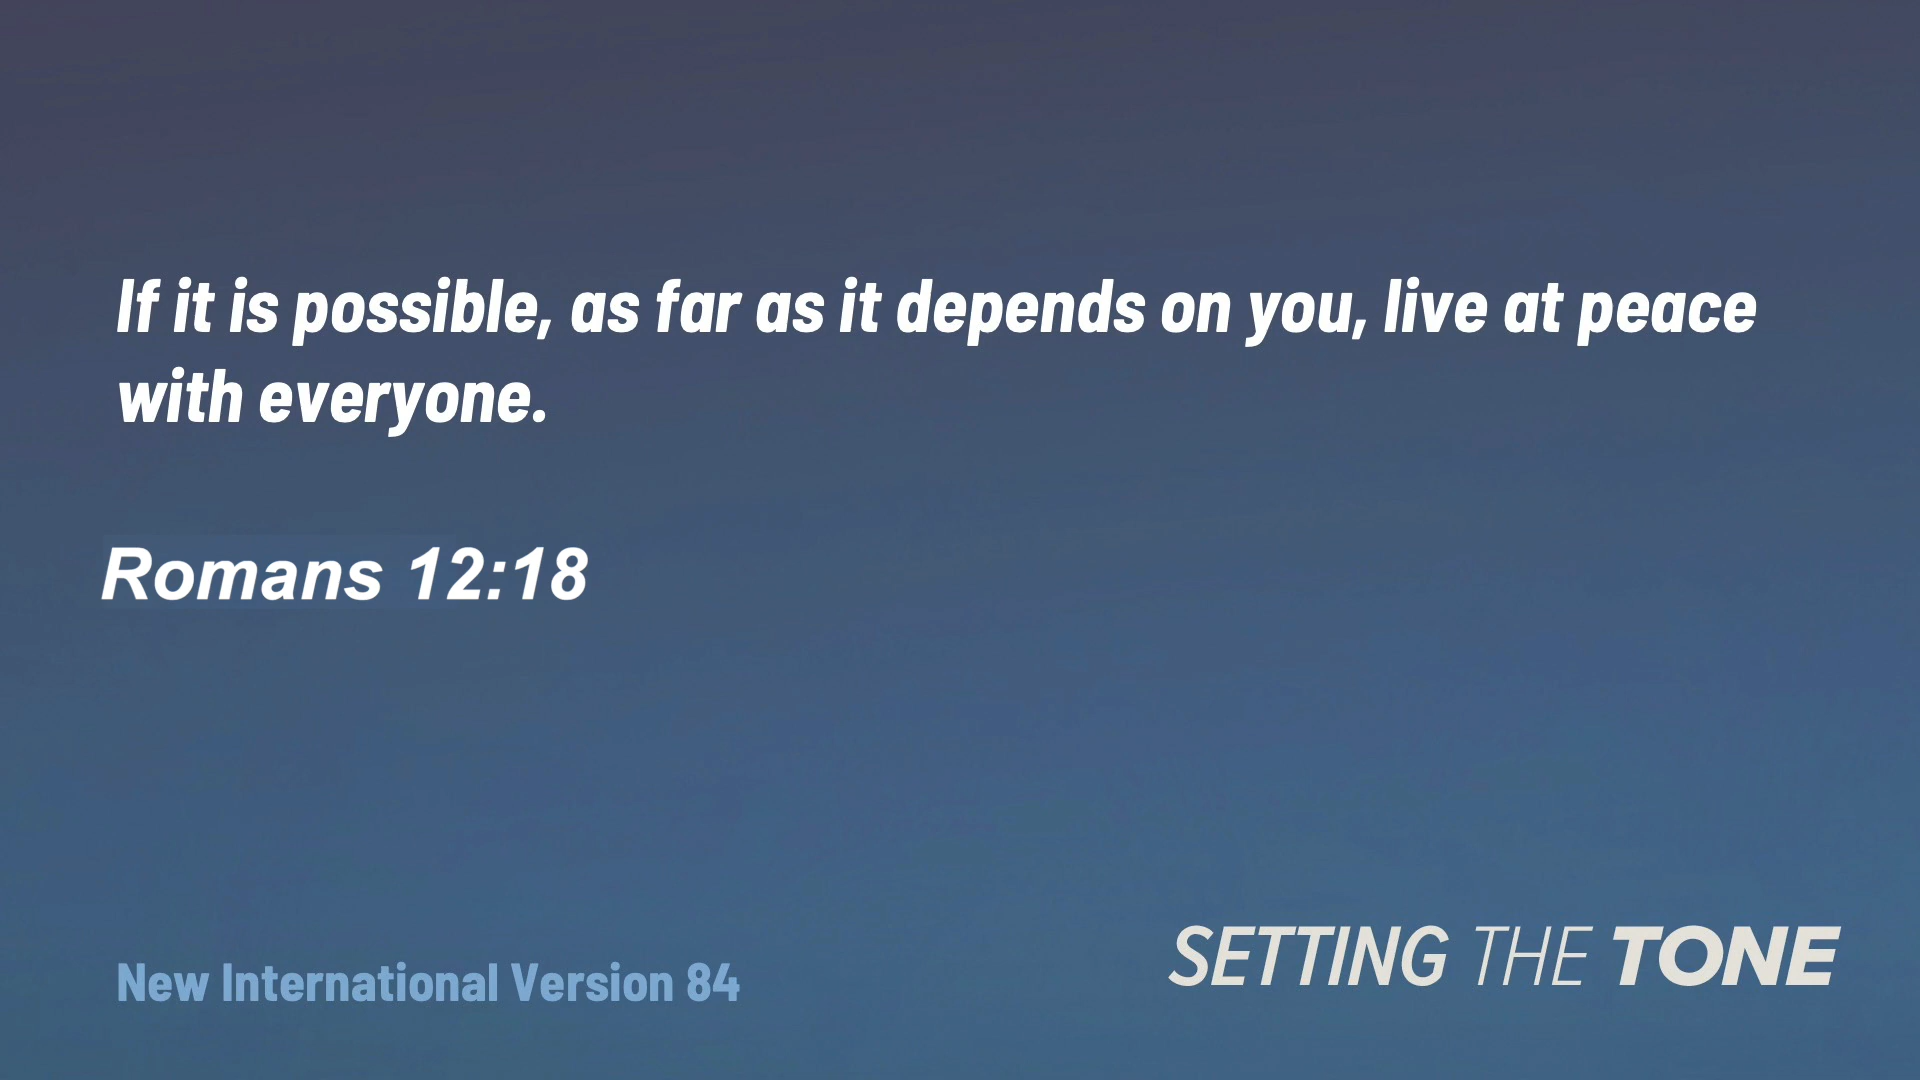 If it is possible, as far as it depends on you, live at peace
with everyone.
Romans 12:18
New International Version 84
SETTING THE TONE